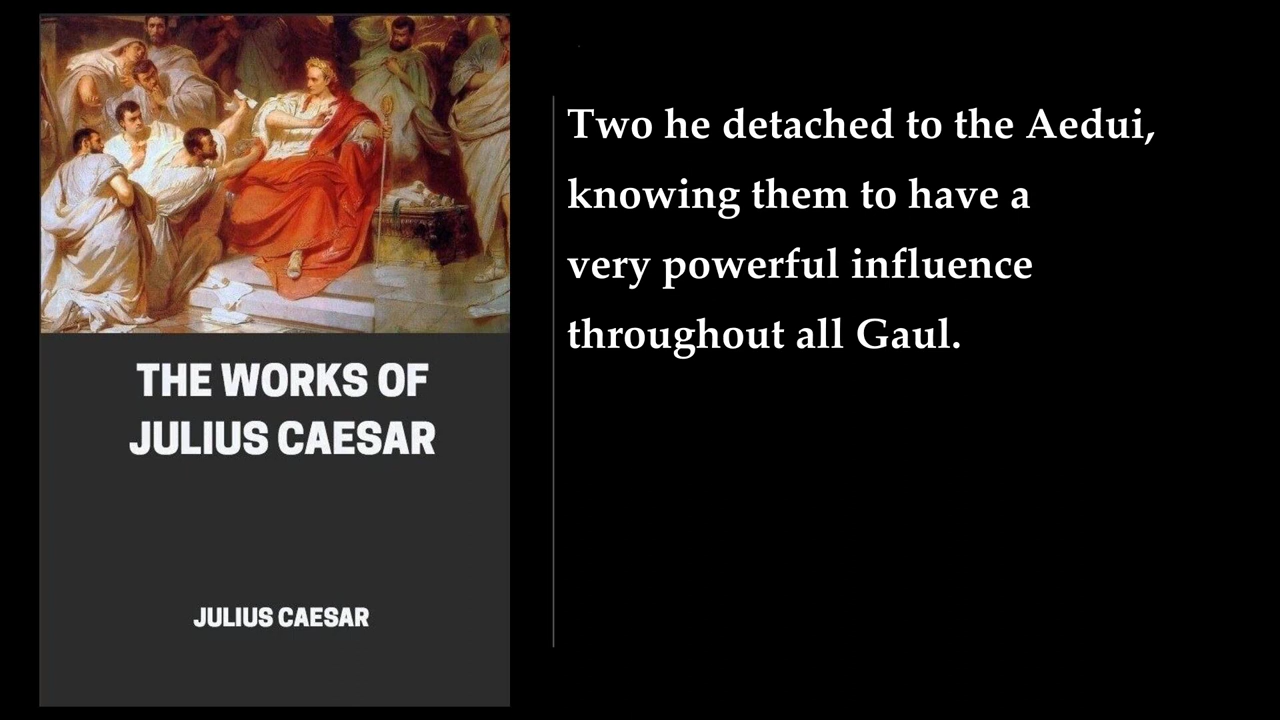 THE WORKS OF
JULIUS CAESAR
JULIUS CAESAR
Two he detached to the Aedui,
knowing them to have a
very powerful influence
throughout all Gaul.